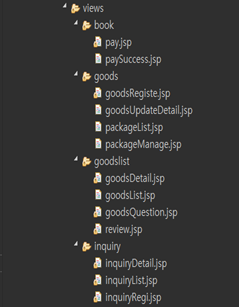 views
book
pay.jsp
paySuccess.jsp
goods
goodsRegiste.jsp
goodsUpdateDetail.jsp
packageList.jsp
packageManage.jsp
goodslist
goodsDetail.jsp
goodsList.jsp
goodsQuestion.jsp
review.jsp
inquiry
inquiryDetail.jsp
inquiryList.jsp
inquiryRegi.jsp